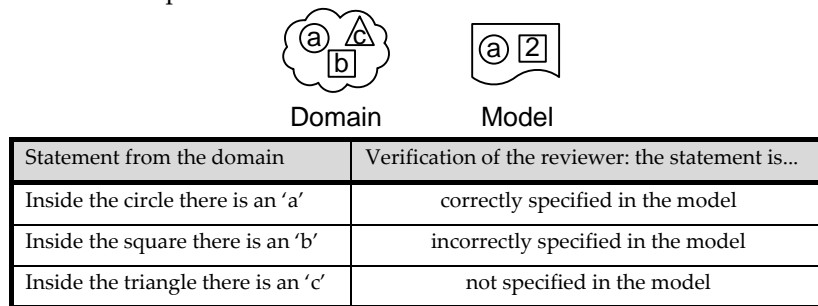 a c a 2
b
Domain Model
Statement from the domain Verification of the reviewer: the statement is...
Inside the circle there is an ‘a’ correctly specified in the model
Inside the square there is an ‘b’ incorrectly specified in the model
Inside the triangle there is an ‘c’ not specified in the model